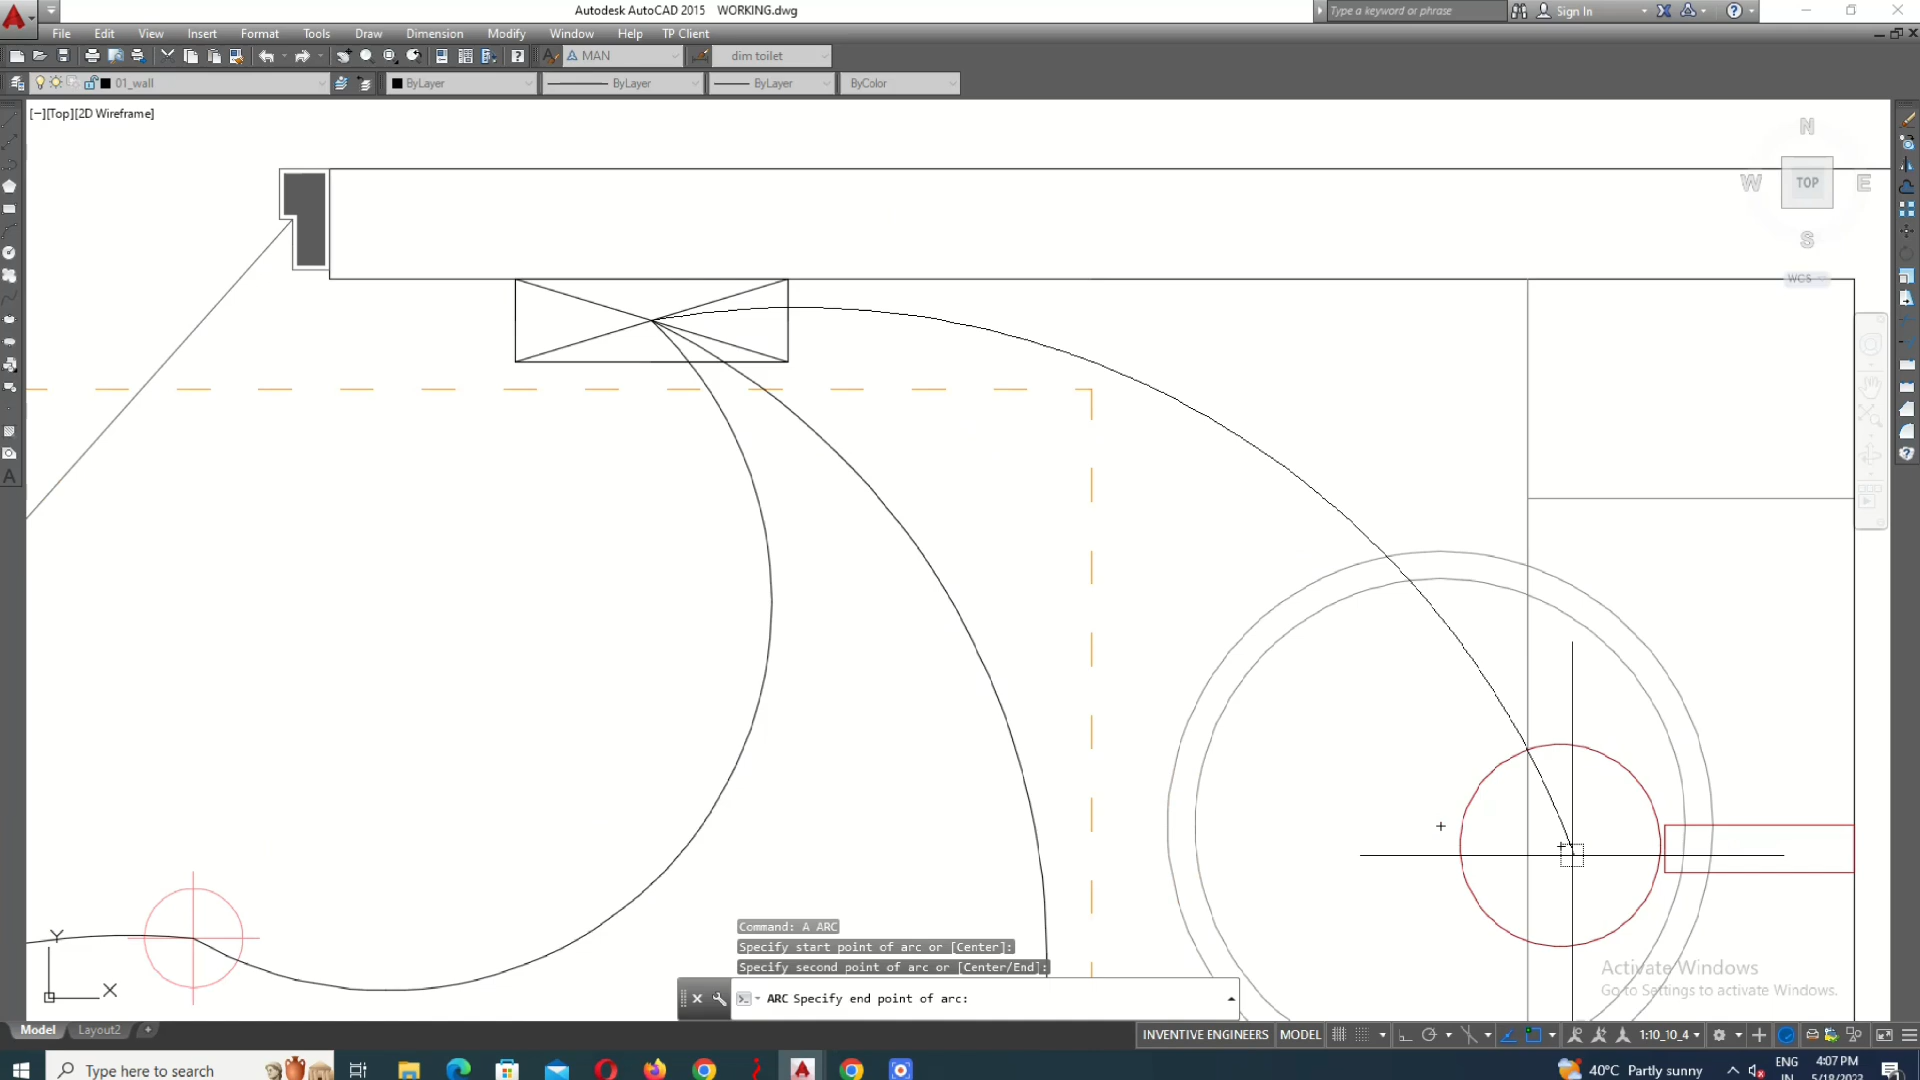 Autodesk AutoCAD 2015 WORKING.dwg
Type a keyword or phrase
Sign In
File Edit View Insert Format Tools Draw Dimension Modify Window Help TP Client
MAN
dim toilet
01_wall
ByLayer
ByLayer
ByLayer
ByColor
[−][Top][2D Wireframe]
N
W
TOP
E
S
WCS
Y
X
Command: A ARC
Specify start point of arc or [Center]:
Specify second point of arc or [Center/End]:
ARC Specify end point of arc:
Activate Windows
Go to Settings to activate Windows.
Model Layout2 +
INVENTIVE ENGINEERS MODEL 1:10_10_4
Type here to search
40°C Partly sunny
ENG
IN
4:07 PM